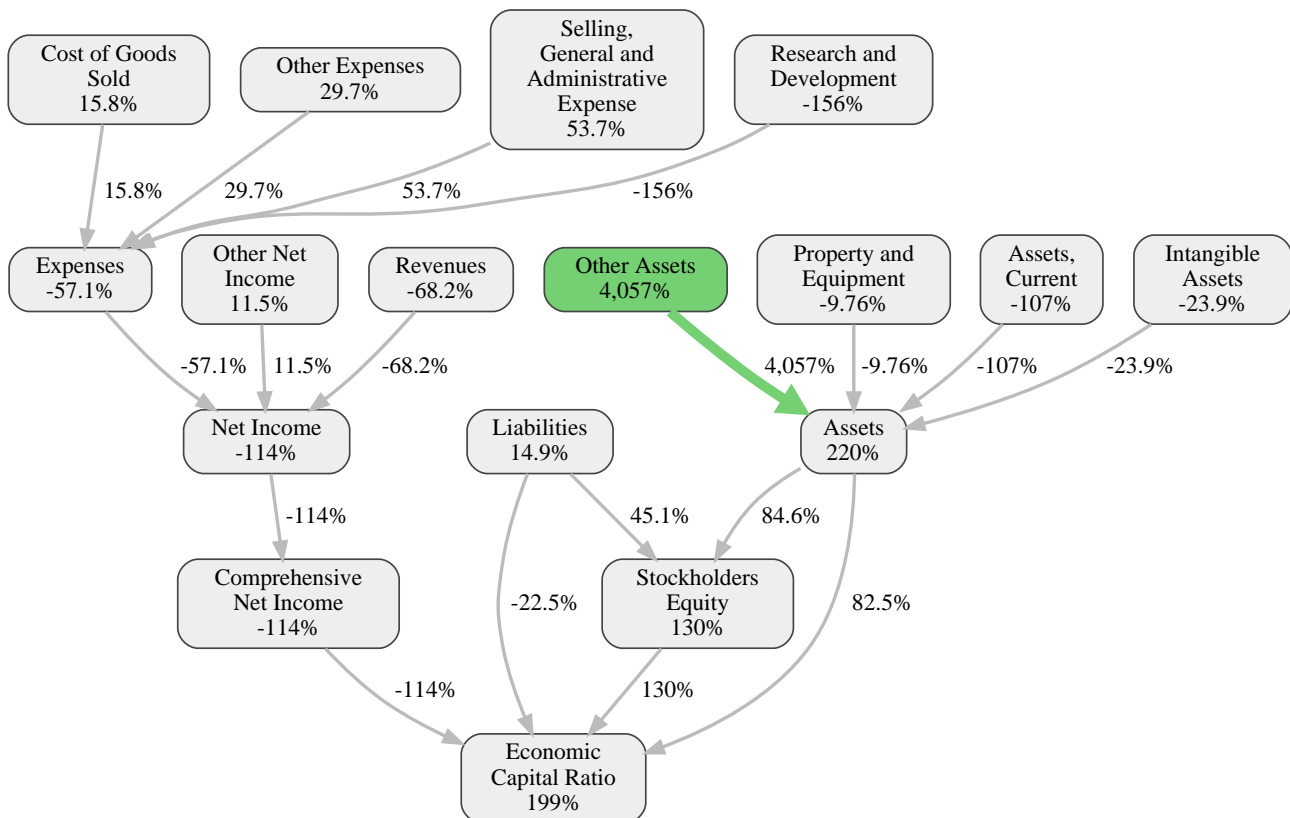 Cost of Goods
Sold
15.8%
Other Expenses
29.7%
Selling,
General and
Administrative
Expense
53.7%
Research and
Development
-156%
15.8%
29.7%
53.7%
-156%
Expenses
-57.1%
Other Net
Income
11.5%
Revenues
-68.2%
Other Assets
4,057%
Property and
Equipment
-9.76%
Assets,
Current
-107%
Intangible
Assets
-23.9%
-57.1%
11.5%
-68.2%
4,057%
-9.76%
-107%
-23.9%
Net Income
-114%
Liabilities
14.9%
Assets
220%
-114%
45.1%
84.6%
Comprehensive
Net Income
-114%
-22.5%
Stockholders
Equity
130%
82.5%
-114%
130%
Economic
Capital Ratio
199%